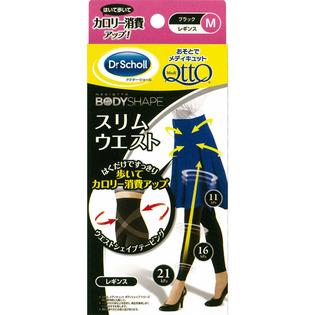 はいて歩いて
カロリー消費
アップ!
ブラック
レギンス
M
Dr.Scholl
ドクター・ショール
おそとで
メディキュット
Medi
QttO
MEDIQTTO
BODYSHAPE
スリム
ウエスト
はくだけですっきり
歩いて
カロリー消費アップ
ウエストシェイプテーピング
11
hPa
16
hPa
21
hPa
レギンス